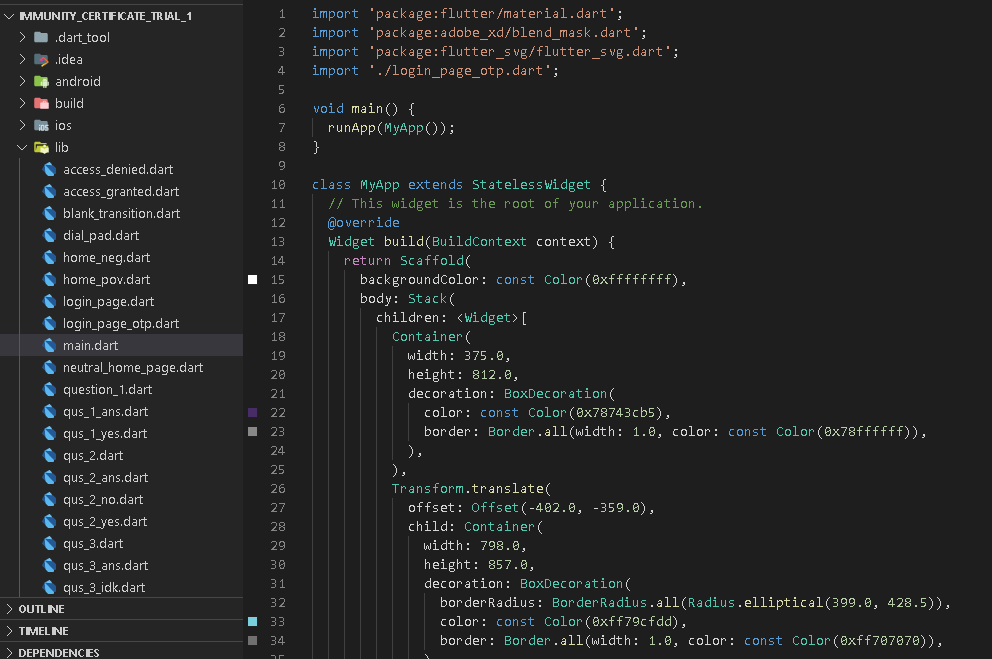 IMMUNITY_CERTIFICATE_TRIAL_1
.dart_tool
.idea
android
build
ios
lib
access_denied.dart
access_granted.dart
blank_transition.dart
dial_pad.dart
home_neg.dart
home_pov.dart
login_page.dart
login_page_otp.dart
main.dart
neutral_home_page.dart
question_1.dart
qus_1_ans.dart
qus_1_yes.dart
qus_2.dart
qus_2_ans.dart
qus_2_no.dart
qus_2_yes.dart
qus_3.dart
qus_3_ans.dart
qus_3_idk.dart
OUTLINE
TIMELINE
DEPENDENCIES
1 import 'package:flutter/material.dart';
2 import 'package:adobe_xd/blend_mask.dart';
3 import 'package:flutter_svg/flutter_svg.dart';
4 import './login_page_otp.dart';
5
6 void main() {
7 runApp(MyApp());
8 }
9
10 class MyApp extends StatelessWidget {
11 // This widget is the root of your application.
12 @override
13 Widget build(BuildContext context) {
14 return Scaffold(
15 backgroundColor: const Color(0xffffffff),
16 body: Stack(
17 children: <Widget>[
18 Container(
19 width: 375.0,
20 height: 812.0,
21 decoration: BoxDecoration(
22 color: const Color(0x78743cb5),
23 border: Border.all(width: 1.0, color: const Color(0x78ffffff)),
24 ),
25 ),
26 Transform.translate(
27 offset: Offset(-402.0, -359.0),
28 child: Container(
29 width: 798.0,
30 height: 857.0,
31 decoration: BoxDecoration(
32 borderRadius: BorderRadius.all(Radius.elliptical(399.0, 428.5)),
33 color: const Color(0xff79cfdd),
34 border: Border.all(width: 1.0, color: const Color(0xff707070)),